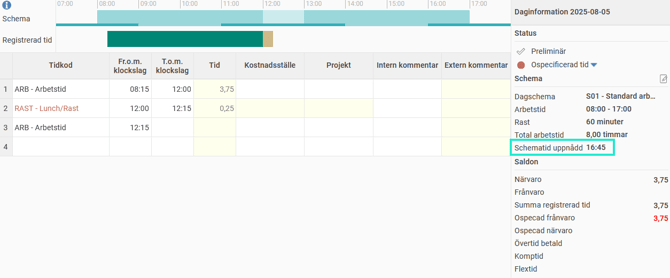 07:00 08:00 09:00 10:00 11:00 12:00 13:00 14:00 15:00 16:00 17:00
Schema
Registrerad tid
Tidkod Fr.o.m. klockslag T.o.m. klockslag Tid Kostnadsställe Projekt Intern kommentar Extern kommentar
1 ARB - Arbetstid 08:15 12:00 3,75
2 RAST - Lunch/Rast 12:00 12:15 0,25
3 ARB - Arbetstid 12:15
4
Daginformation 2025-08-05
Status
Preliminär
Ospecificerad tid
Schema
Dagschema S01 - Standard arb...
Arbetstid 08:00 - 17:00
Rast 60 minuter
Total arbetstid 8,00 timmar
Schematid uppnådd 16:45
Saldon
Närvaro 3,75
Frånvaro
Summa registrerad tid 3,75
Ospecad frånvaro 3,75
Ospecad närvaro
Övertid betald
Komptid
Flextid